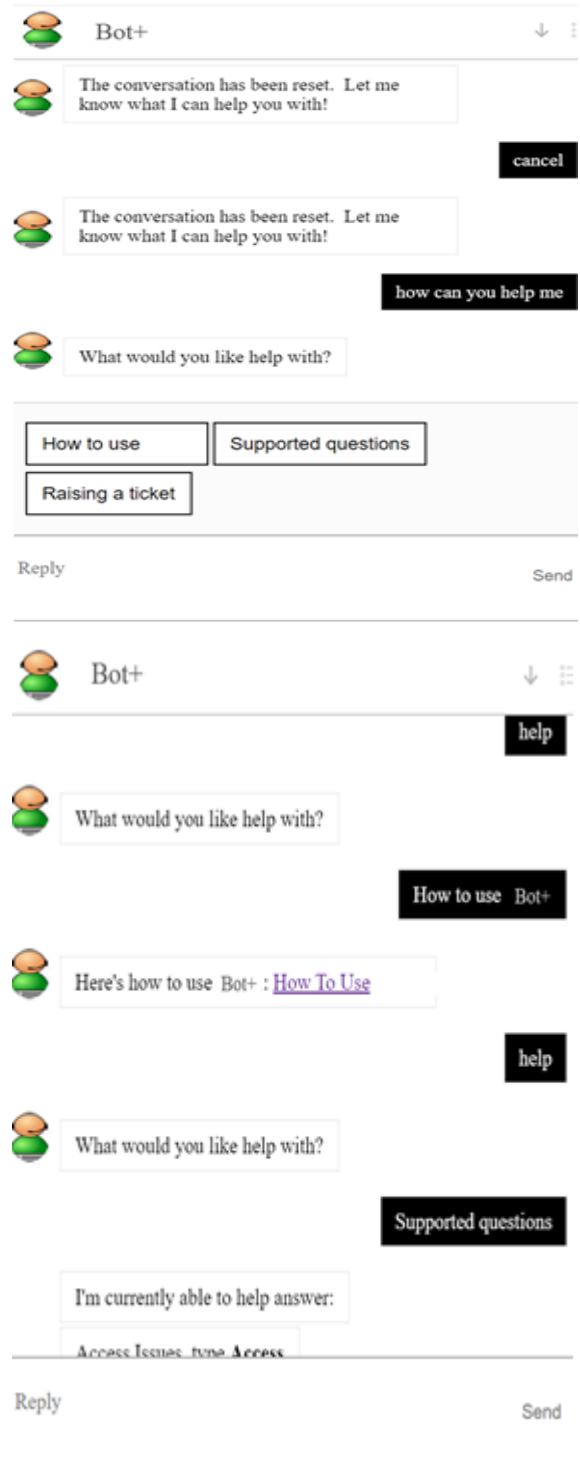 Bot+
The conversation has been reset. Let me
know what I can help you with!
cancel
The conversation has been reset. Let me
know what I can help you with!
how can you help me
What would you like help with?
How to use
Supported questions
Raising a ticket
Reply
Send
Bot+
help
What would you like help with?
How to use Bot+
Here's how to use Bot+ : How To Use
help
What would you like help with?
Supported questions
I'm currently able to help answer:
Access Issues, type Access
Reply
Send